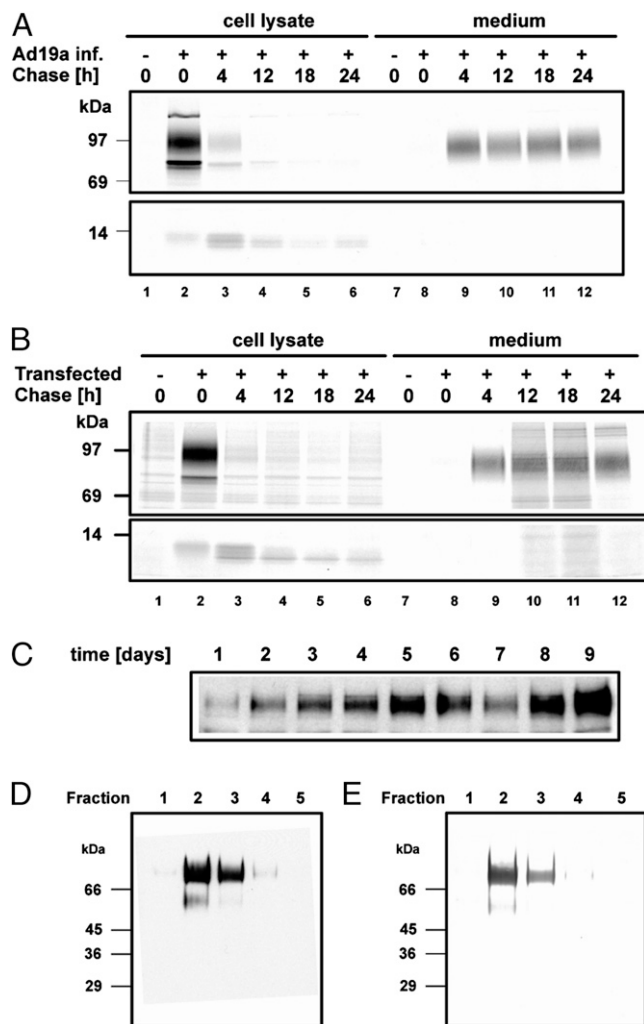 A
cell lysate medium
Ad19a inf. - + + + + + - + + + + +
Chase [h] 0 0 4 12 18 24 0 0 4 12 18 24
kDa
97
69
14
1 2 3 4 5 6 7 8 9 10 11 12
B
cell lysate medium
Transfected - + + + + + - + + + + +
Chase [h] 0 0 4 12 18 24 0 0 4 12 18 24
kDa
97
69
14
1 2 3 4 5 6 7 8 9 10 11 12
C time [days] 1 2 3 4 5 6 7 8 9
D Fraction 1 2 3 4 5
kDa
66
45
36
29
E Fraction 1 2 3 4 5
kDa
66
45
36
29